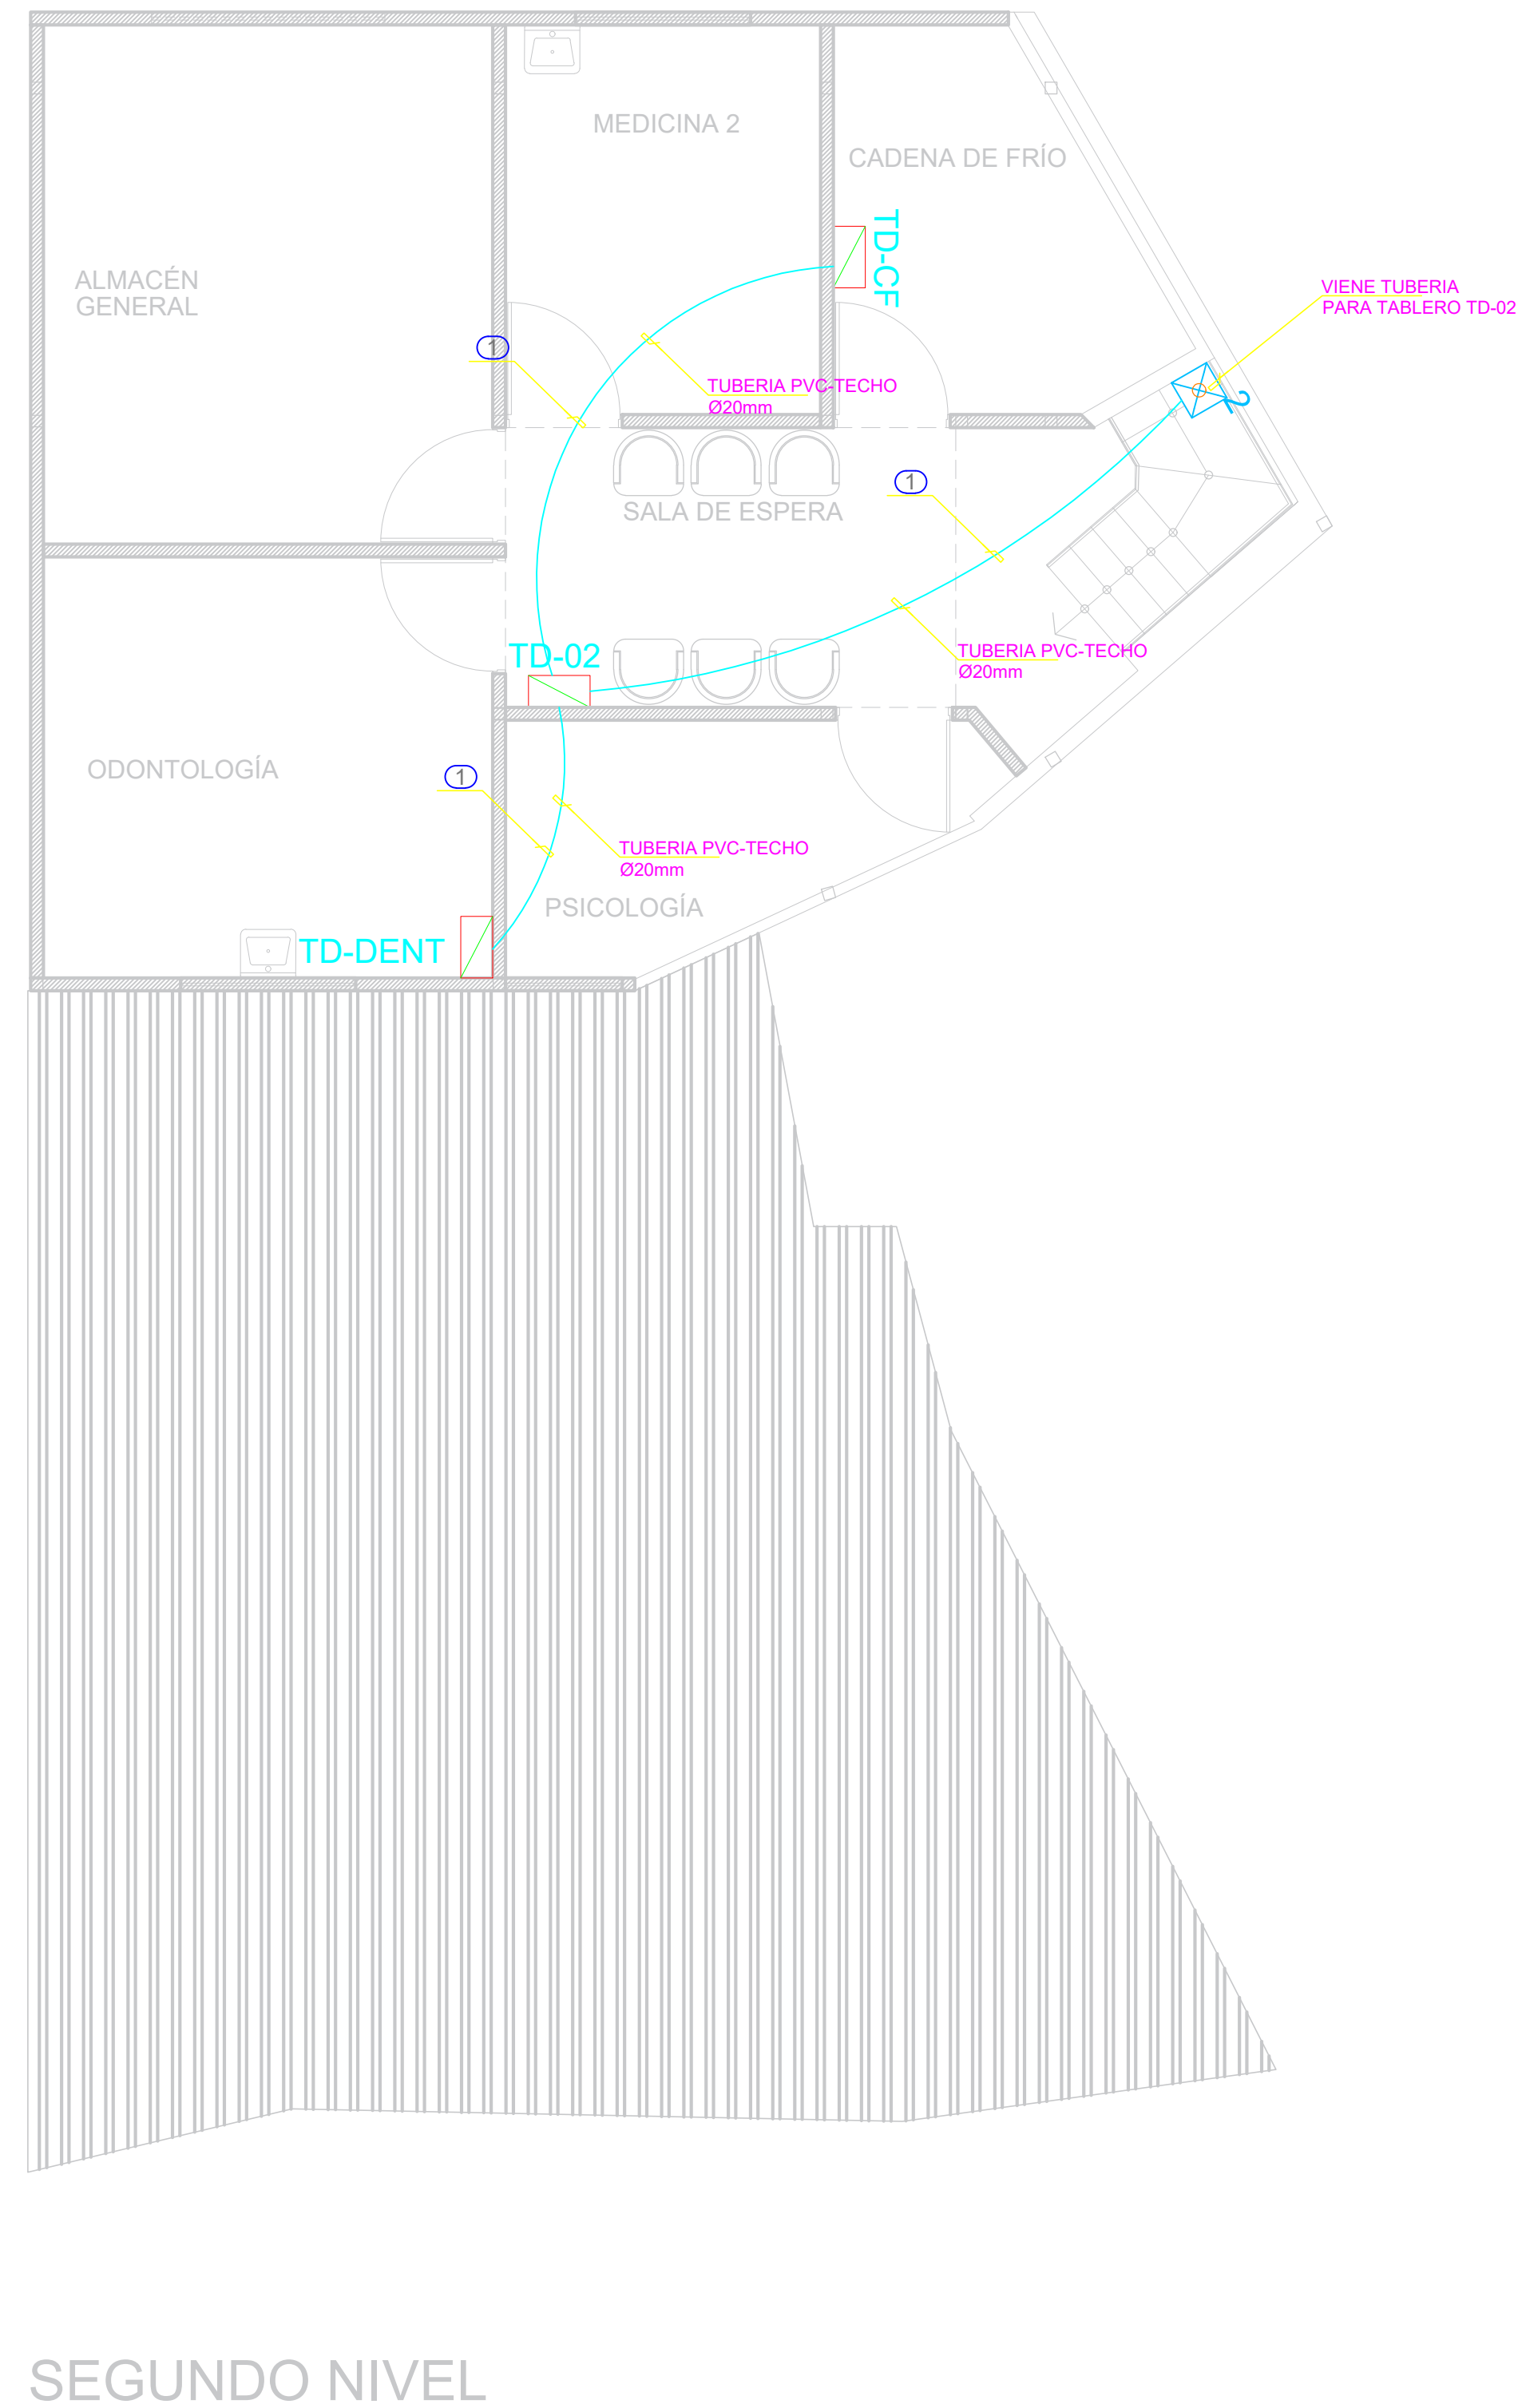 MEDICINA 2
CADENA DE FRÍO
TD-CF
ALMACÉN
GENERAL
VIENE TUBERIA
PARA TABLERO TD-02
1
TUBERIA PVC-TECHO
Ø20mm
2
1
SALA DE ESPERA
TD-02
TUBERIA PVC-TECHO
Ø20mm
ODONTOLOGÍA
1
TUBERIA PVC-TECHO
Ø20mm
PSICOLOGÍA
TD-DENT
SEGUNDO NIVEL